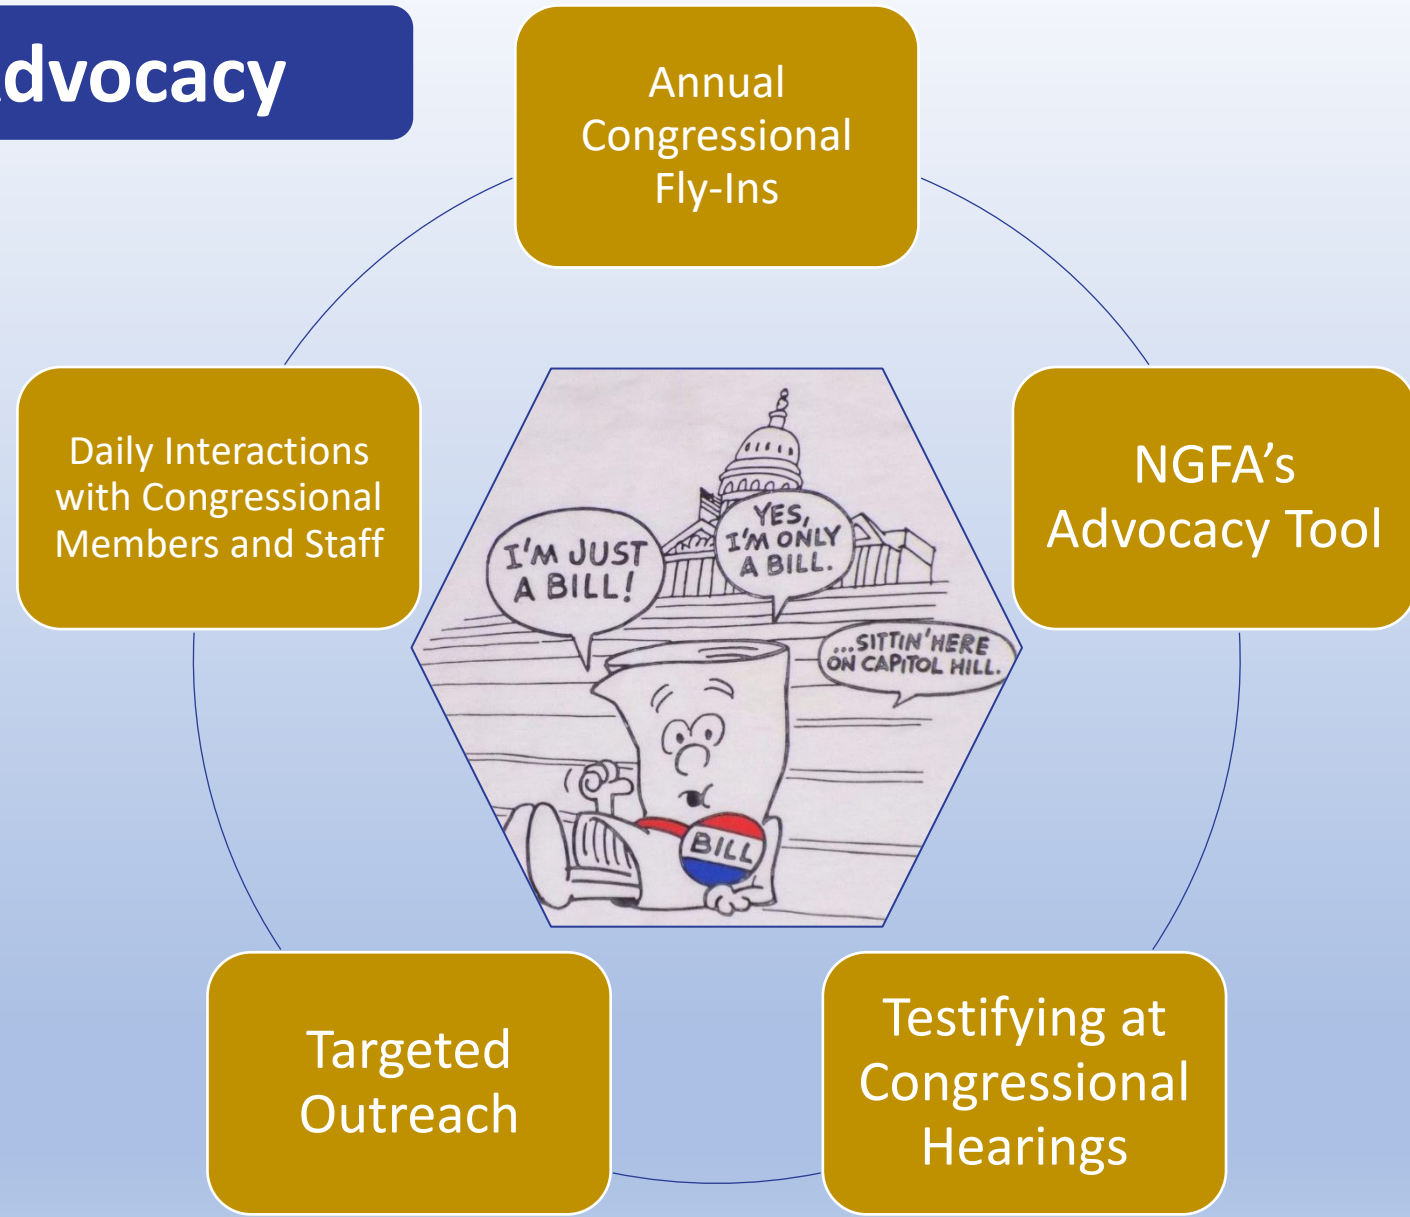 dvocacy
Annual
Congressional
Fly-Ins
NGFA’s
Advocacy Tool
Daily Interactions
with Congressional
Members and Staff
I'M JUST
A BILL!
YES,
I'M ONLY
A BILL.
...SITTIN' HERE
ON CAPITOL HILL.
BILL
Targeted
Outreach
Testifying at
Congressional
Hearings